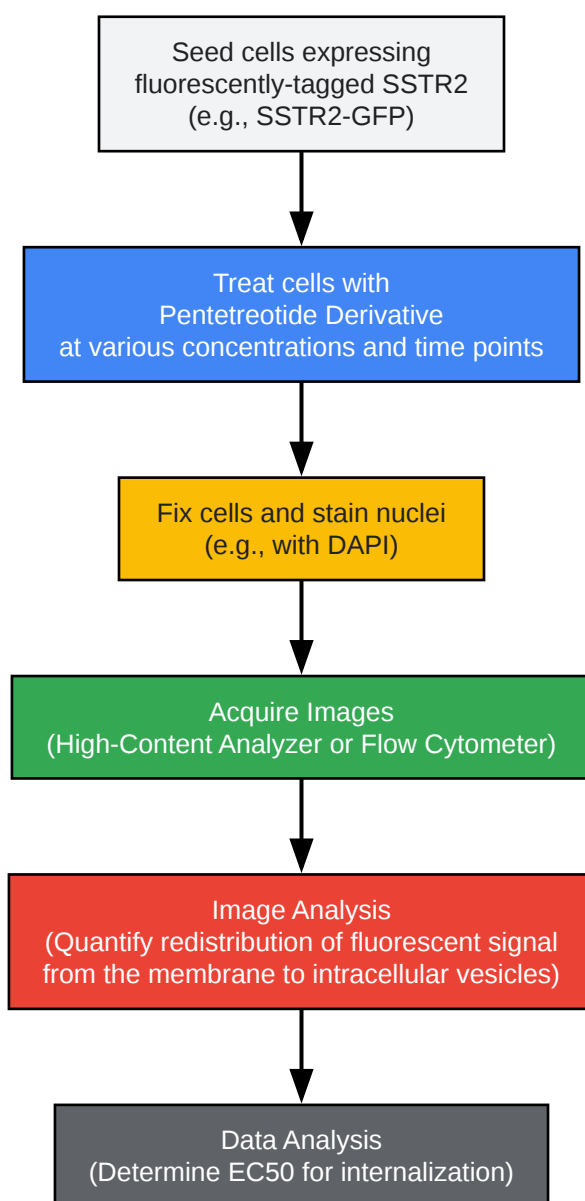 Seed cells expressing
fluorescently-tagged SSTR2
(e.g., SSTR2-GFP)
Treat cells with
Pentetreotide Derivative
at various concentrations and time points
Fix cells and stain nuclei
(e.g., with DAPI)
Acquire Images
(High-Content Analyzer or Flow Cytometer)
Image Analysis
(Quantify redistribution of fluorescent signal
from the membrane to intracellular vesicles)
Data Analysis
(Determine EC50 for internalization)